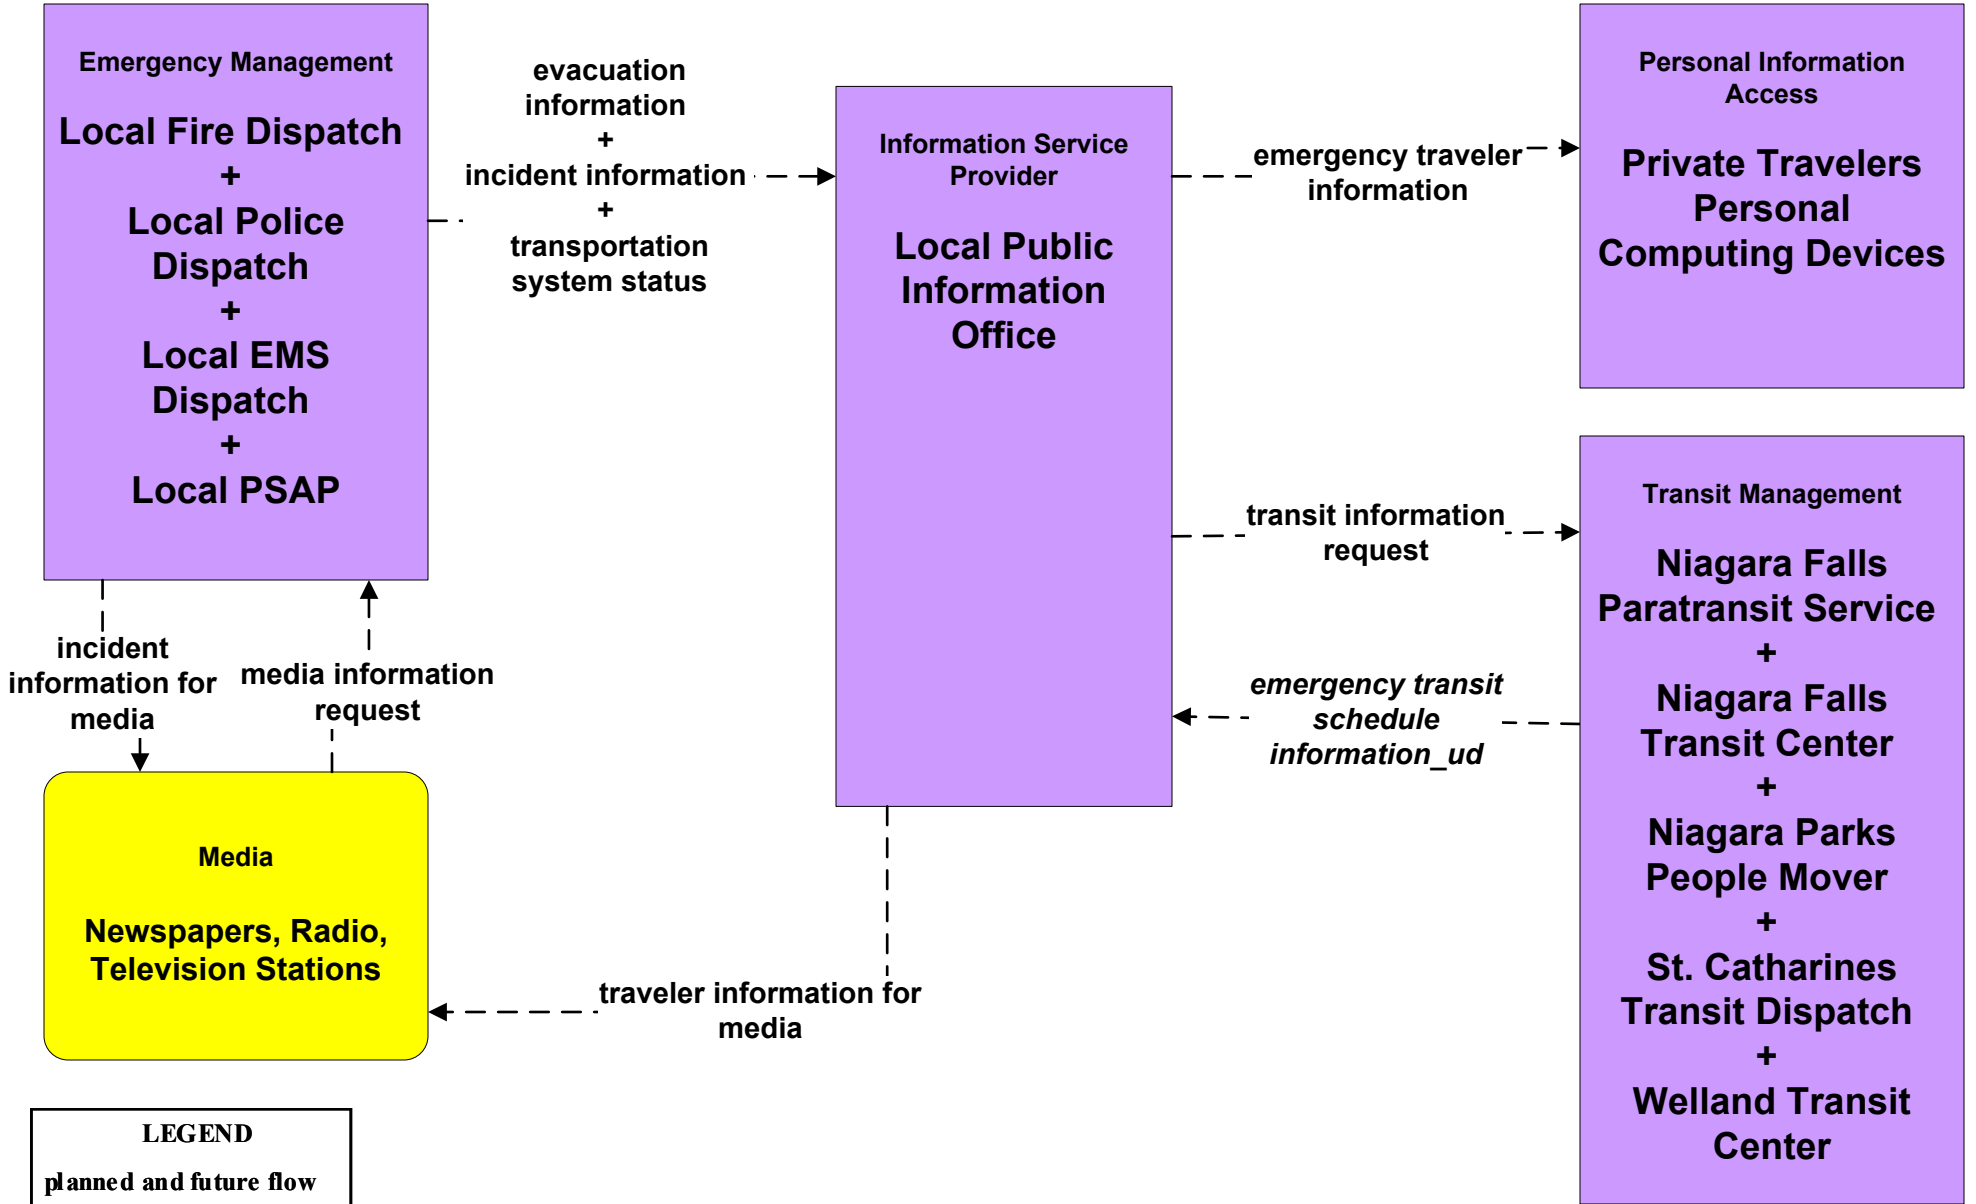 Emergency Management
Local Fire Dispatch
+
Local Police
Dispatch
+
Local EMS
Dispatch
+
Local PSAP
evacuation
information
+
incident information
+
transportation
system status
Information Service
Provider
Local Public
Information
Office
emergency traveler
information
Personal Information
Access
Private Travelers
Personal
Computing Devices
transit information
request
emergency transit
schedule
information_ud
Transit Management
Niagara Falls
Paratransit Service
+
Niagara Falls
Transit Center
+
Niagara Parks
People Mover
+
St. Catharines
Transit Dispatch
+
Welland Transit
Center
incident
information for
media
media information
request
Media
Newspapers, Radio,
Television Stations
traveler information for
media
LEGEND
planned and future flow